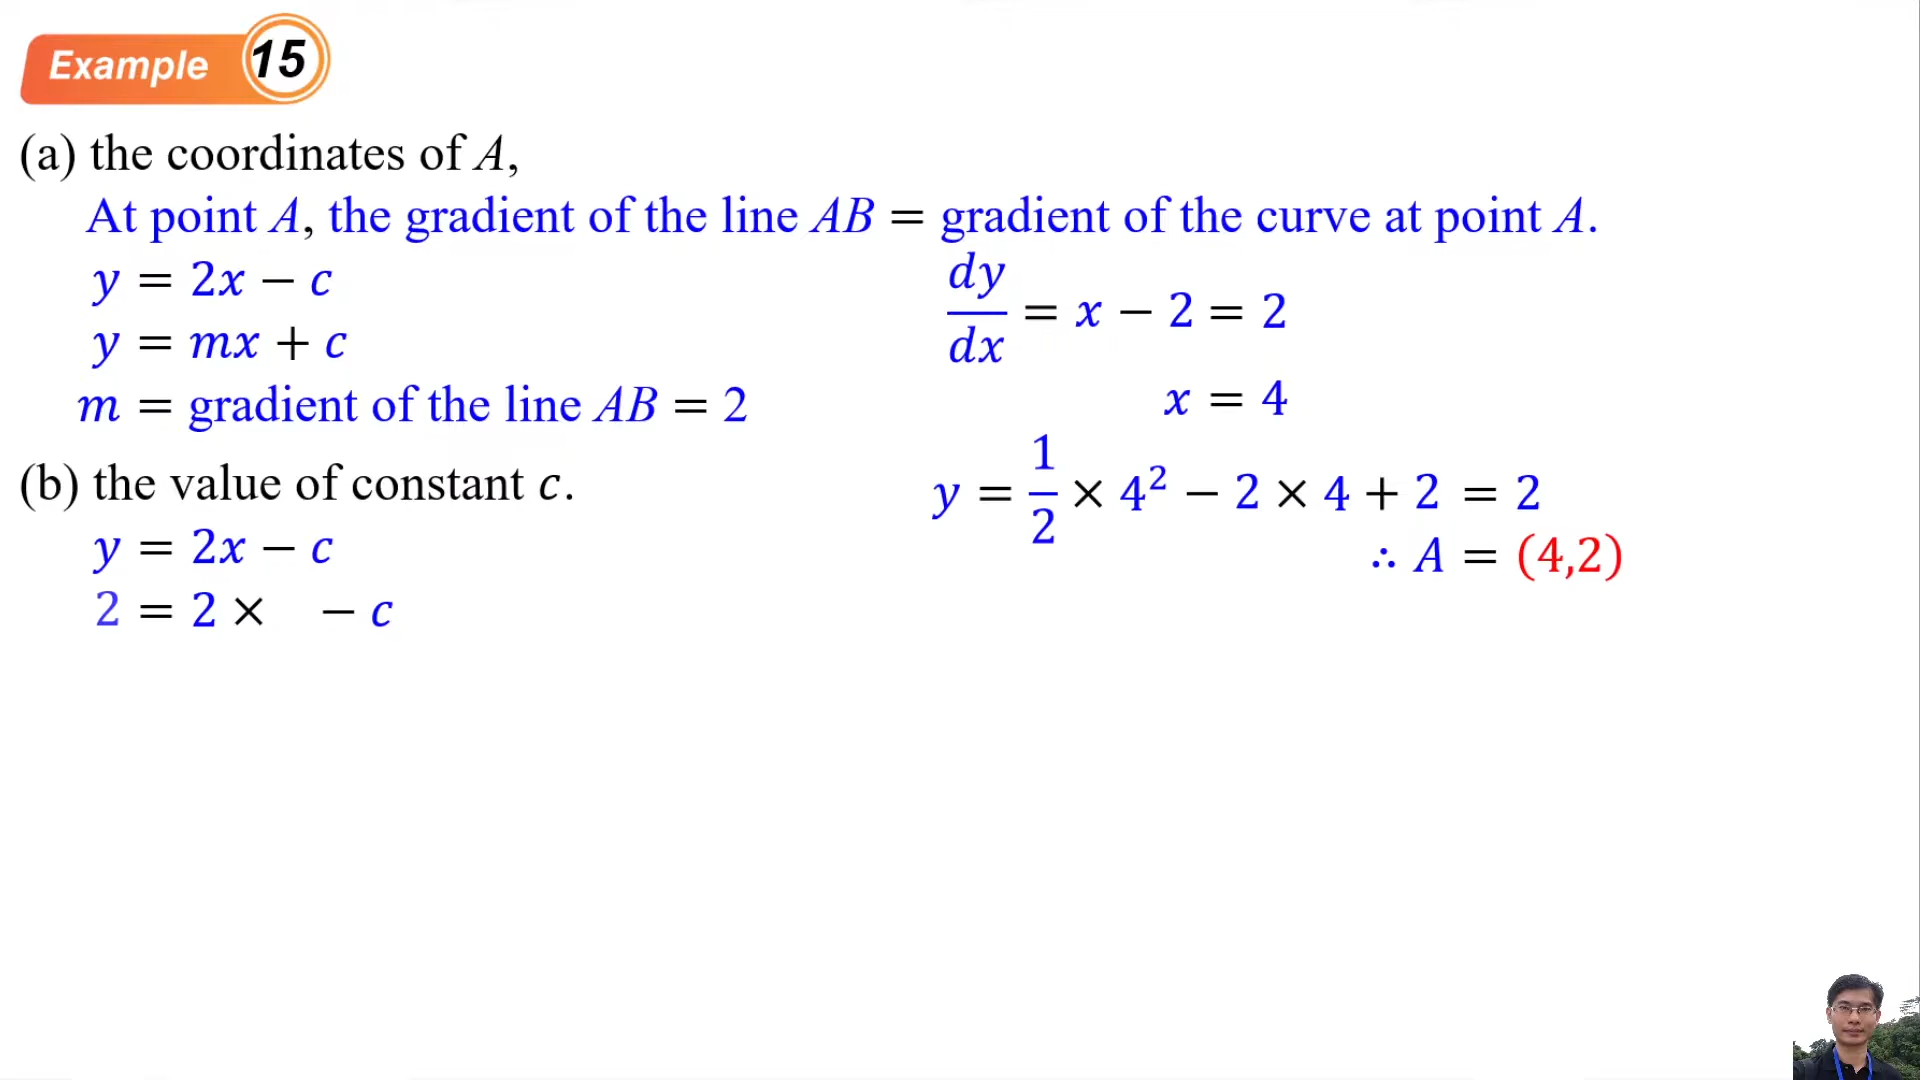 Example 15
(a) the coordinates of A,
At point A, the gradient of the line AB = gradient of the curve at point A.
y = 2x − c
y = mx + c
m = gradient of the line AB = 2
dy/dx = x − 2 = 2
x = 4
y = 1/2 × 4² − 2 × 4 + 2 = 2
∴ A = (4,2)
(b) the value of constant c.
y = 2x − c
2 = 2 × − c